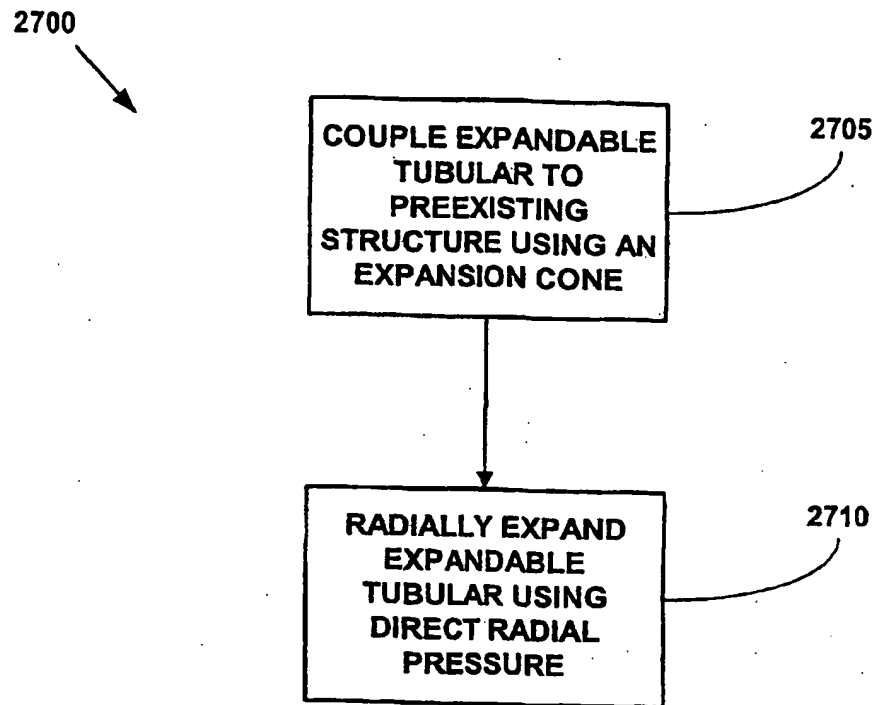 2700
COUPLE EXPANDABLE
TUBULAR TO
PREEXISTING
STRUCTURE USING AN
EXPANSION CONE
2705
RADIALLY EXPAND
EXPANDABLE
TUBULAR USING
DIRECT RADIAL
PRESSURE
2710